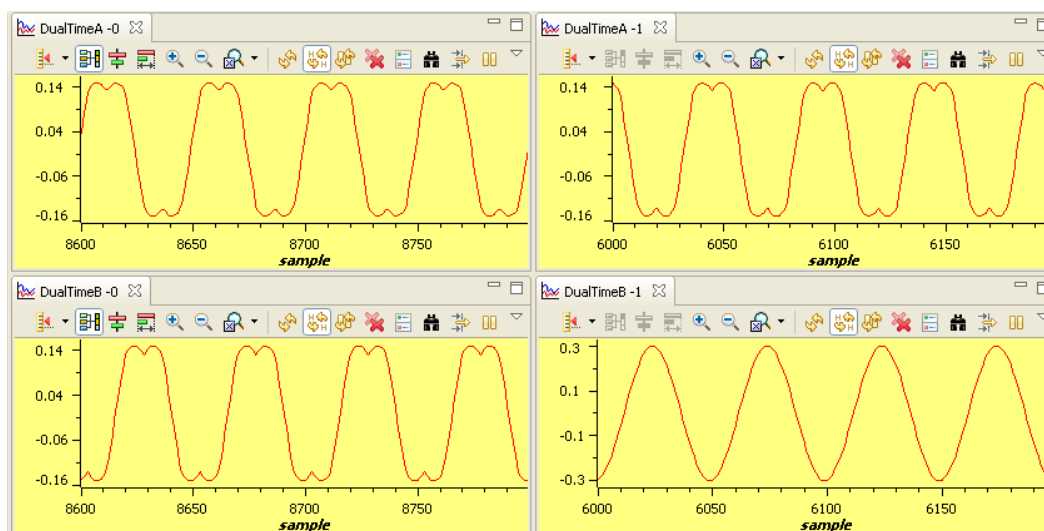 DualTimeA -0
0.14
0.04
-0.06
-0.16
8600 8650 8700 8750
sample
DualTimeA -1
0.14
0.04
-0.06
-0.16
6000 6050 6100 6150
sample
DualTimeB -0
0.14
0.04
-0.06
-0.16
8600 8650 8700 8750
sample
DualTimeB -1
0.3
0.1
-0.1
-0.3
6000 6050 6100 6150
sample